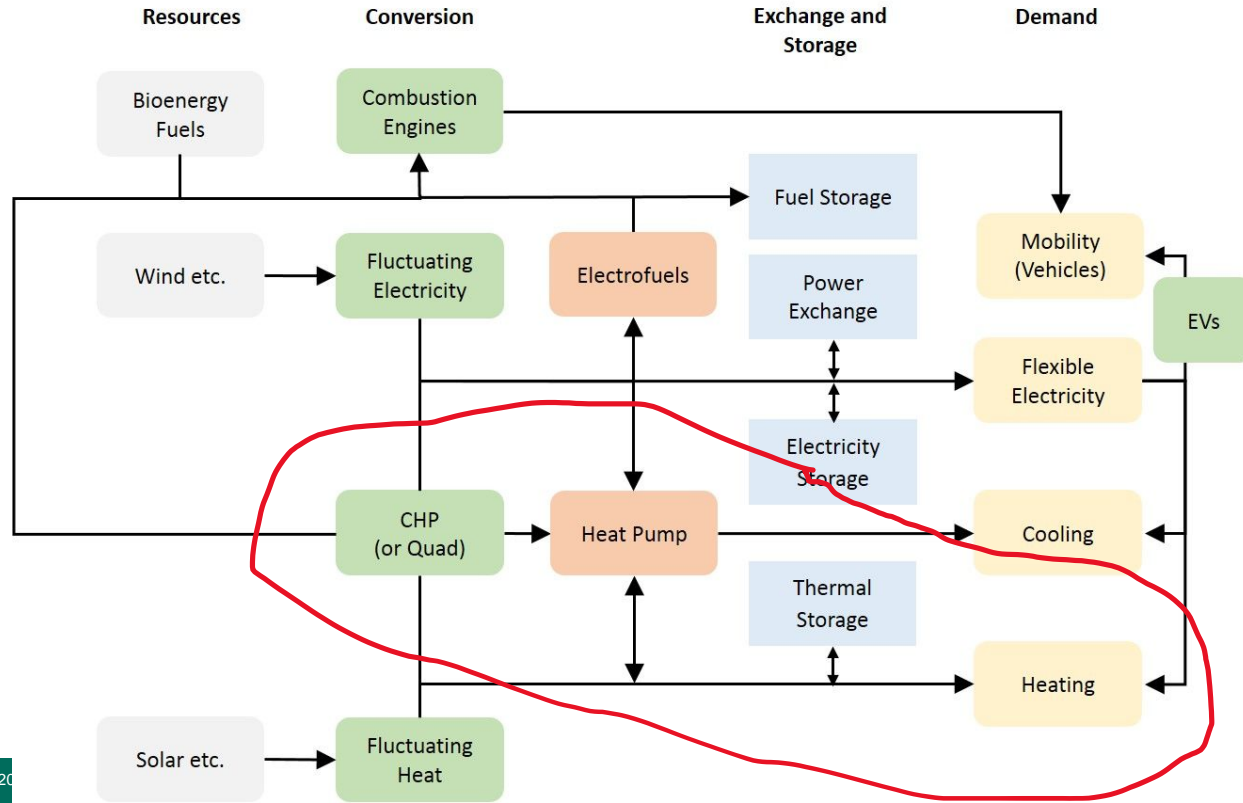 Resources
Conversion
Exchange and
Storage
Demand
Bioenergy
Fuels
Combustion
Engines
Fuel Storage
Wind etc.
Fluctuating
Electricity
Electrofuels
Power
Exchange
Mobility
(Vehicles)
EVs
Flexible
Electricity
Electricity
Storage
CHP
(or Quad)
Heat Pump
Cooling
Thermal
Storage
Heating
Solar etc.
Fluctuating
Heat
20